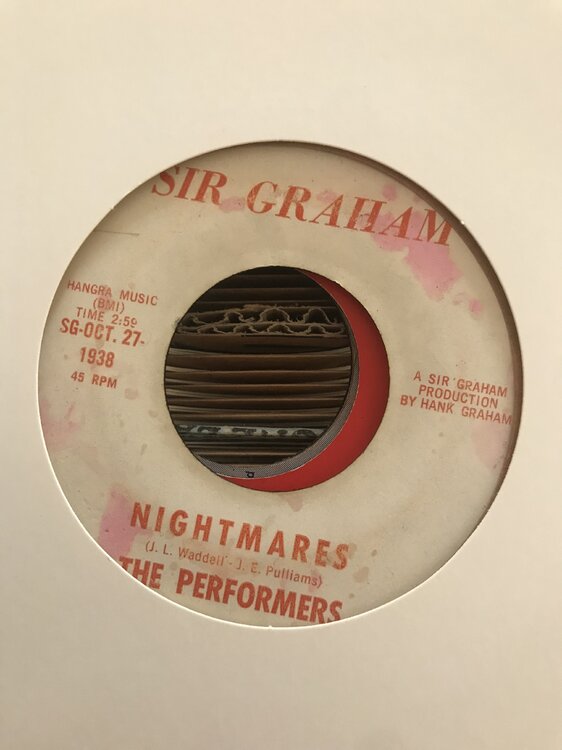 SIR GRAHAM
HANGRA MUSIC
(BMI)
TIME 2:59
SG-OCT. 27-
1938
45 RPM
A SIR GRAHAM
PRODUCTION
BY HANK GRAHAM
NIGHTMARES
(J. L. Waddell - J. E. Pulliams)
THE PERFORMERS